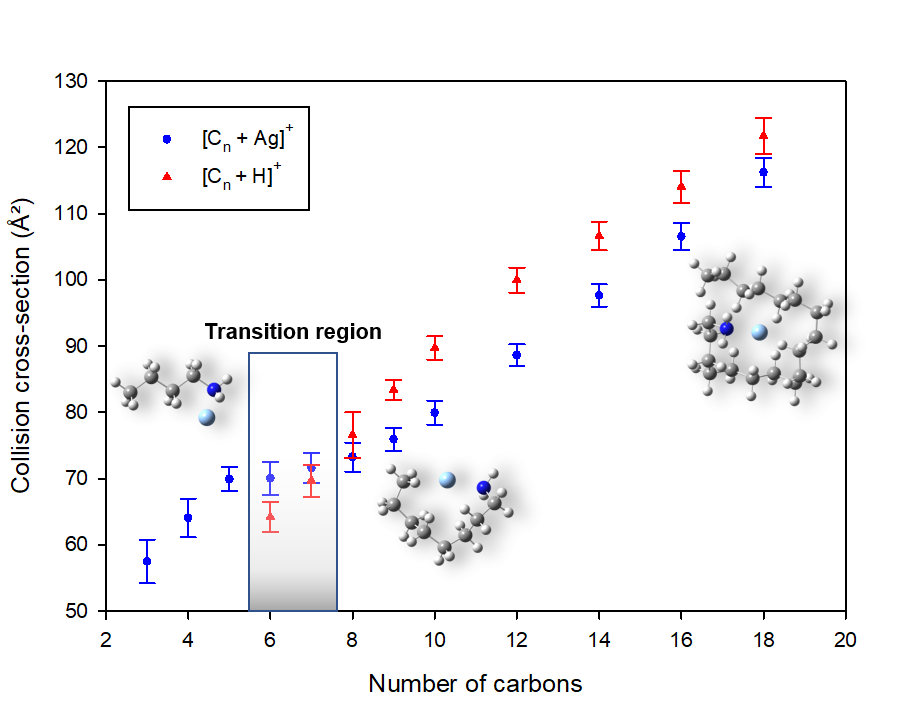 130
120
110
100
90
80
70
60
50
Collision cross-section (Å²)
[Cn + Ag]+
[Cn + H]+
Transition region
2 4 6 8 10 12 14 16 18 20
Number of carbons